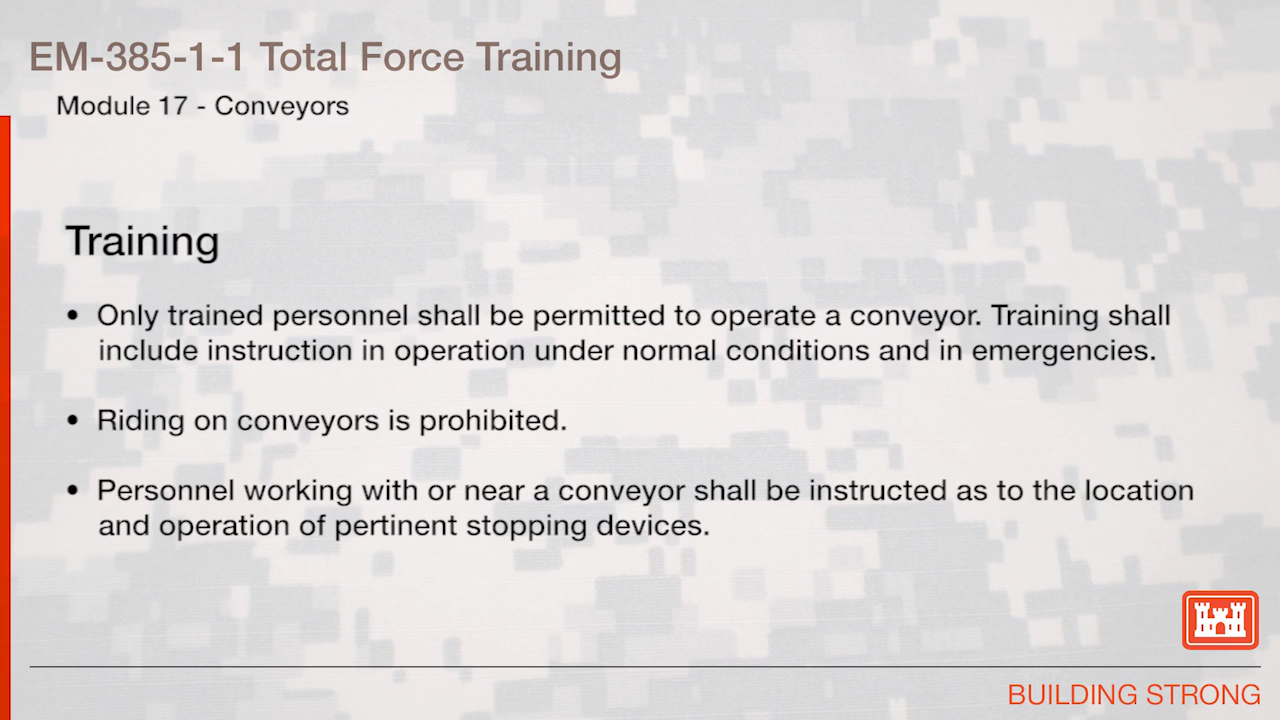 EM-385-1-1 Total Force Training
Module 17 - Conveyors
Training
• Only trained personnel shall be permitted to operate a conveyor. Training shall
include instruction in operation under normal conditions and in emergencies.
• Riding on conveyors is prohibited.
• Personnel working with or near a conveyor shall be instructed as to the location
and operation of pertinent stopping devices.
BUILDING STRONG